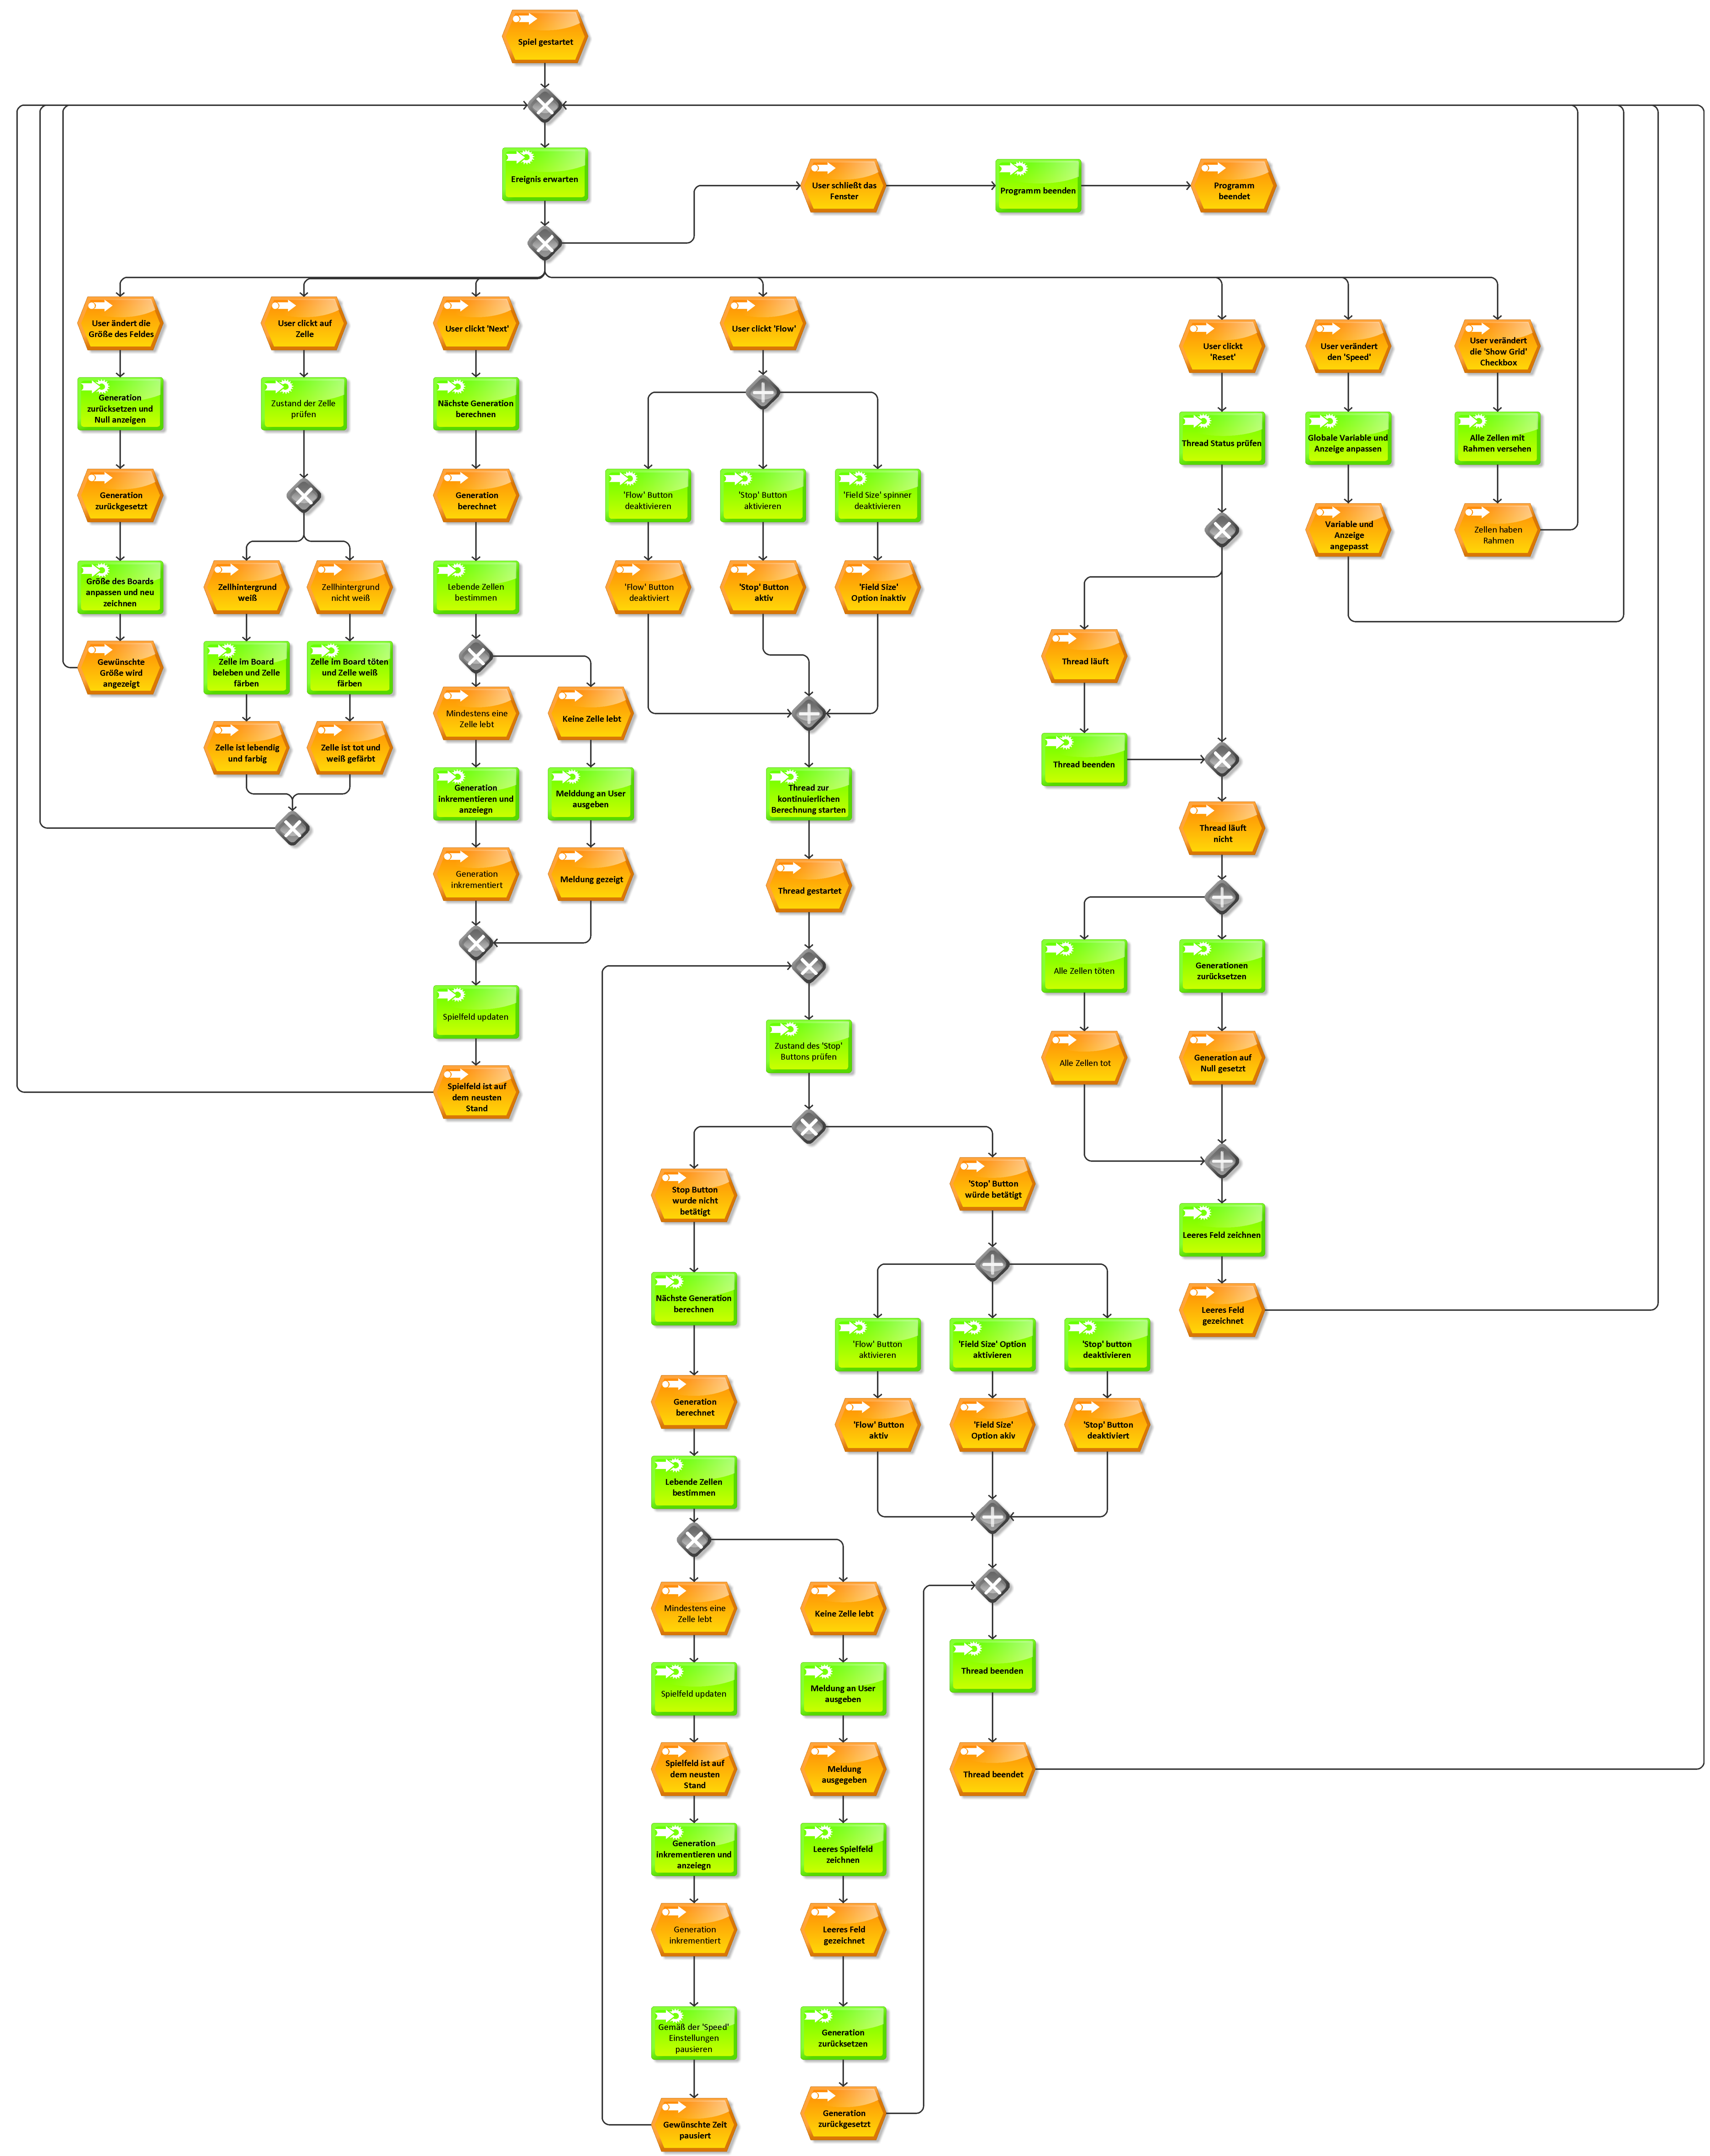 Spiel gestartet
Ereignis erwarten
User schließt das
Fenster
Programm beenden
Programm
beendet
User ändert die
Größe des Feldes
Generation
zurücksetzen und
Null anzeigen
Generation
zurückgesetzt
Größe des Boards
anpassen und neu
zeichnen
Gewünschte
Größe wird
angezeigt
User clickt auf
Zelle
Zustand der Zelle
prüfen
Zellhintergrund
weiß
Zelle im Board
beleben und Zelle
färben
Zelle ist lebendig
und farbig
Zellhintergrund
nicht weiß
Zelle im Board töten
und Zelle weiß
färben
Zelle ist tot und
weiß gefärbt
User clickt 'Next'
Nächste Generation
berechnen
Generation
berechnet
Lebende Zellen
bestimmen
Mindestens eine
Zelle lebt
Generation
inkrementieren und
anzeiegn
Generation
inkrementiert
Keine Zelle lebt
Melddung an User
ausgeben
Meldung gezeigt
Spielfeld updaten
Spielfeld ist auf
dem neusten
Stand
User clickt 'Flow'
'Flow' Button
deaktivieren
'Flow' Button
deaktiviert
'Stop' Button
aktivieren
'Stop' Button
aktiv
'Field Size' spinner
deaktivieren
'Field Size'
Option inaktiv
Thread zur
kontinuierlichen
Berechnung starten
Thread gestartet
Zustand des 'Stop'
Buttons prüfen
Stop Button
wurde nicht
betätigt
Nächste Generation
berechnen
Generation
berechnet
Lebende Zellen
bestimmen
Mindestens eine
Zelle lebt
Spielfeld updaten
Spielfeld ist auf
dem neusten
Stand
Generation
inkrementieren und
anzeiegn
Generation
inkrementiert
Gemäß der 'Speed'
Einstellungen
pausieren
Gewünschte Zeit
pausiert
Keine Zelle lebt
Meldung an User
ausgeben
Meldung
ausgegeben
Leeres Spielfeld
zeichnen
Leeres Feld
gezeichnet
Generation
zurücksetzen
Generation
zurückgesetzt
'Stop' Button
würde betätigt
'Flow' Button
aktivieren
'Flow' Button
aktiv
'Field Size' Option
aktivieren
'Field Size'
Option akiv
'Stop' button
deaktivieren
'Stop' Button
deaktiviert
Thread beenden
Thread beendet
User clickt
'Reset'
Thread Status prüfen
Thread läuft
Thread beenden
Thread läuft
nicht
Alle Zellen töten
Alle Zellen tot
Generationen
zurücksetzen
Generation auf
Null gesetzt
Leeres Feld zeichnen
Leeres Feld
gezeichnet
User verändert
den 'Speed'
Globale Variable und
Anzeige anpassen
Variable und
Anzeige
angepasst
User verändert
die 'Show Grid'
Checkbox
Alle Zellen mit
Rahmen versehen
Zellen haben
Rahmen